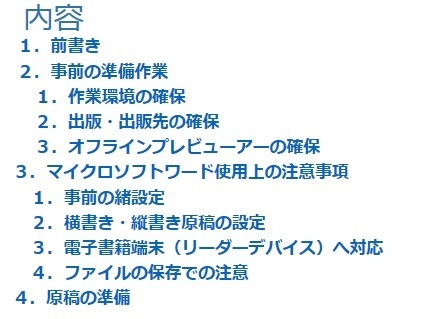 内容
１．前書き
２．事前の準備作業
１．作業環境の確保
２．出版・出販先の確保
３．オフラインプレビューアーの確保
３．マイクロソフトワード使用上の注意事項
１．事前の緒設定
２．横書き・縦書き原稿の設定
３．電子書籍端末（リーダーデバイス）へ対応
４．ファイルの保存での注意
４．原稿の準備